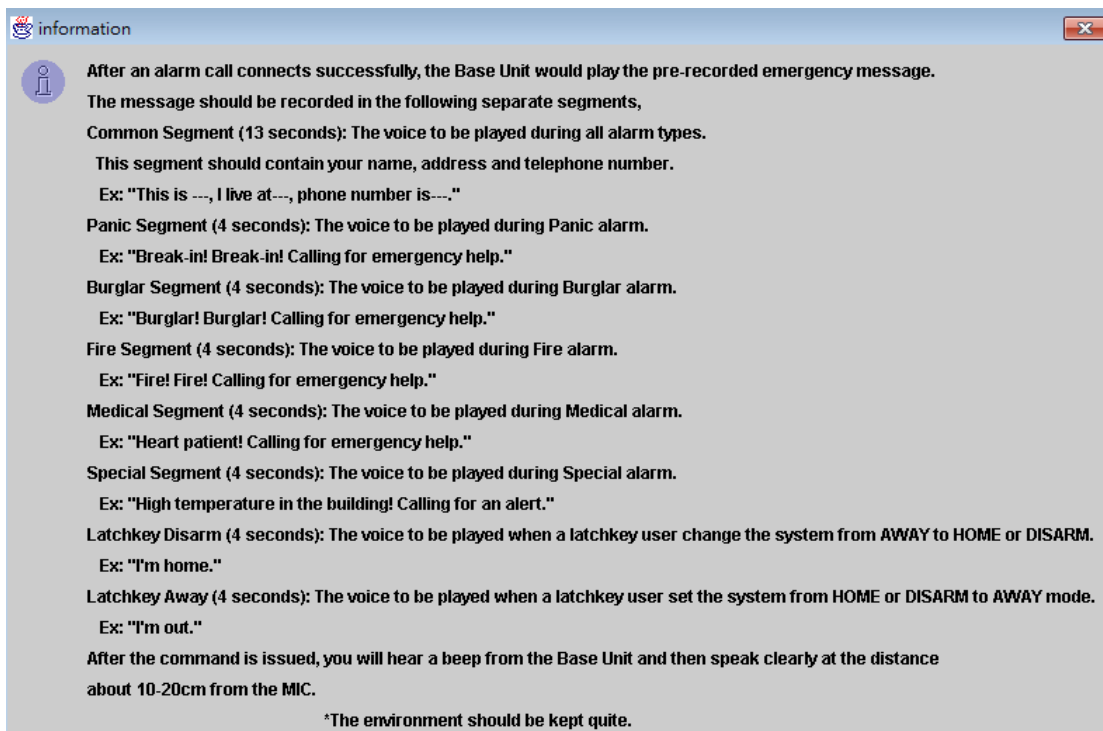 information
After an alarm call connects successfully, the Base Unit would play the pre-recorded emergency message.
The message should be recorded in the following separate segments,
Common Segment (13 seconds): The voice to be played during all alarm types.
This segment should contain your name, address and telephone number.
Ex: "This is ---, I live at---, phone number is---."
Panic Segment (4 seconds): The voice to be played during Panic alarm.
Ex: "Break-in! Break-in! Calling for emergency help."
Burglar Segment (4 seconds): The voice to be played during Burglar alarm.
Ex: "Burglar! Burglar! Calling for emergency help."
Fire Segment (4 seconds): The voice to be played during Fire alarm.
Ex: "Fire! Fire! Calling for emergency help."
Medical Segment (4 seconds): The voice to be played during Medical alarm.
Ex: "Heart patient! Calling for emergency help."
Special Segment (4 seconds): The voice to be played during Special alarm.
Ex: "High temperature in the building! Calling for an alert."
Latchkey Disarm (4 seconds): The voice to be played when a latchkey user change the system from AWAY to HOME or DISARM.
Ex: "I'm home."
Latchkey Away (4 seconds): The voice to be played when a latchkey user set the system from HOME or DISARM to AWAY mode.
Ex: "I'm out."
After the command is issued, you will hear a beep from the Base Unit and then speak clearly at the distance
about 10-20cm from the MIC.
*The environment should be kept quite.